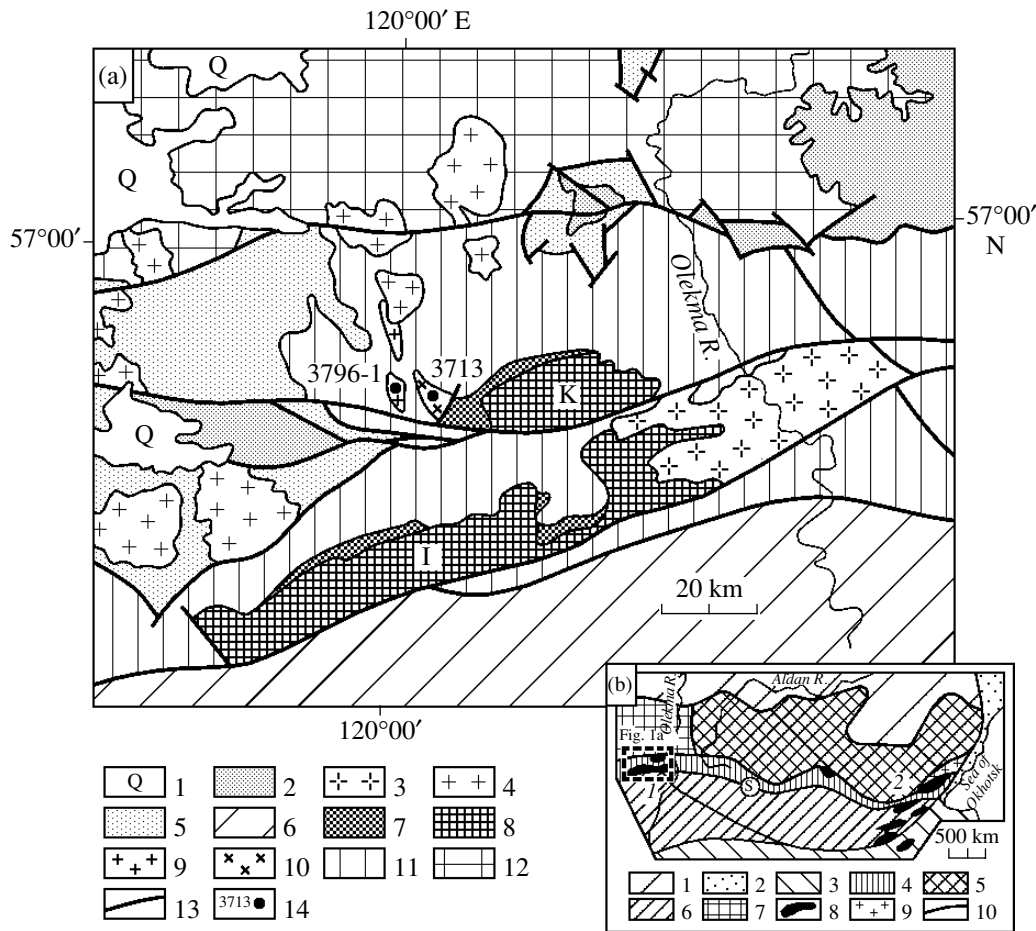 120°00′ E
(a)
Q
Q
57°00′
57°00′
N
Olekma R.
3796-1
3713
K
Q
I
20 km
120°00′
(b)
Olekma R.
Aldan R.
Fig. 1a
1
S
2
Sea of
Okhotsk
500 km
Q 1 2 3 4
5 6 7 8
9 10 11 12
13 3713 14
1 2 3 4 5
6 7 8 9 10